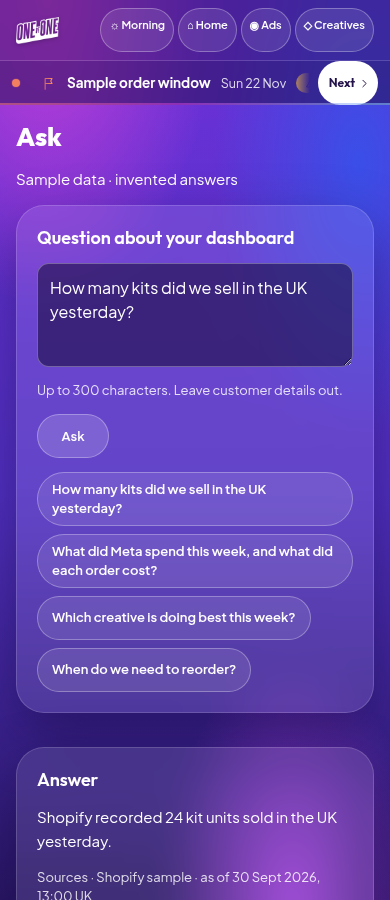 ONE+ONE
☼ Morning
⌂ Home
◉ Ads
◇ Creatives
Sample order window Sun 22 Nov
Next >
Ask
Sample data · invented answers
Question about your dashboard
How many kits did we sell in the UK
yesterday?
Up to 300 characters. Leave customer details out.
Ask
How many kits did we sell in the UK
yesterday?
What did Meta spend this week, and what did
each order cost?
Which creative is doing best this week?
When do we need to reorder?
Answer
Shopify recorded 24 kit units sold in the UK
yesterday.
Sources · Shopify sample · as of 30 Sept 2026,
13:00 UK